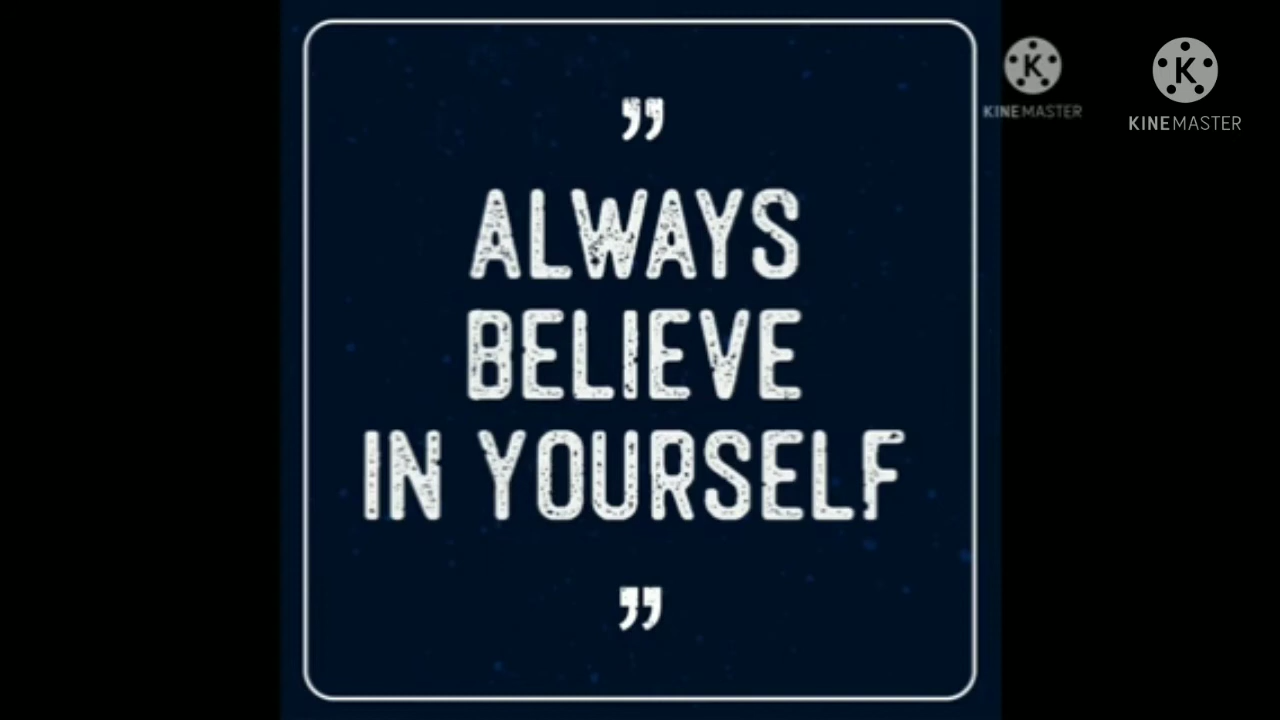 ”
ALWAYS
BELIEVE
IN YOURSELF
”
K
KINEMASTER
K
KINEMASTER